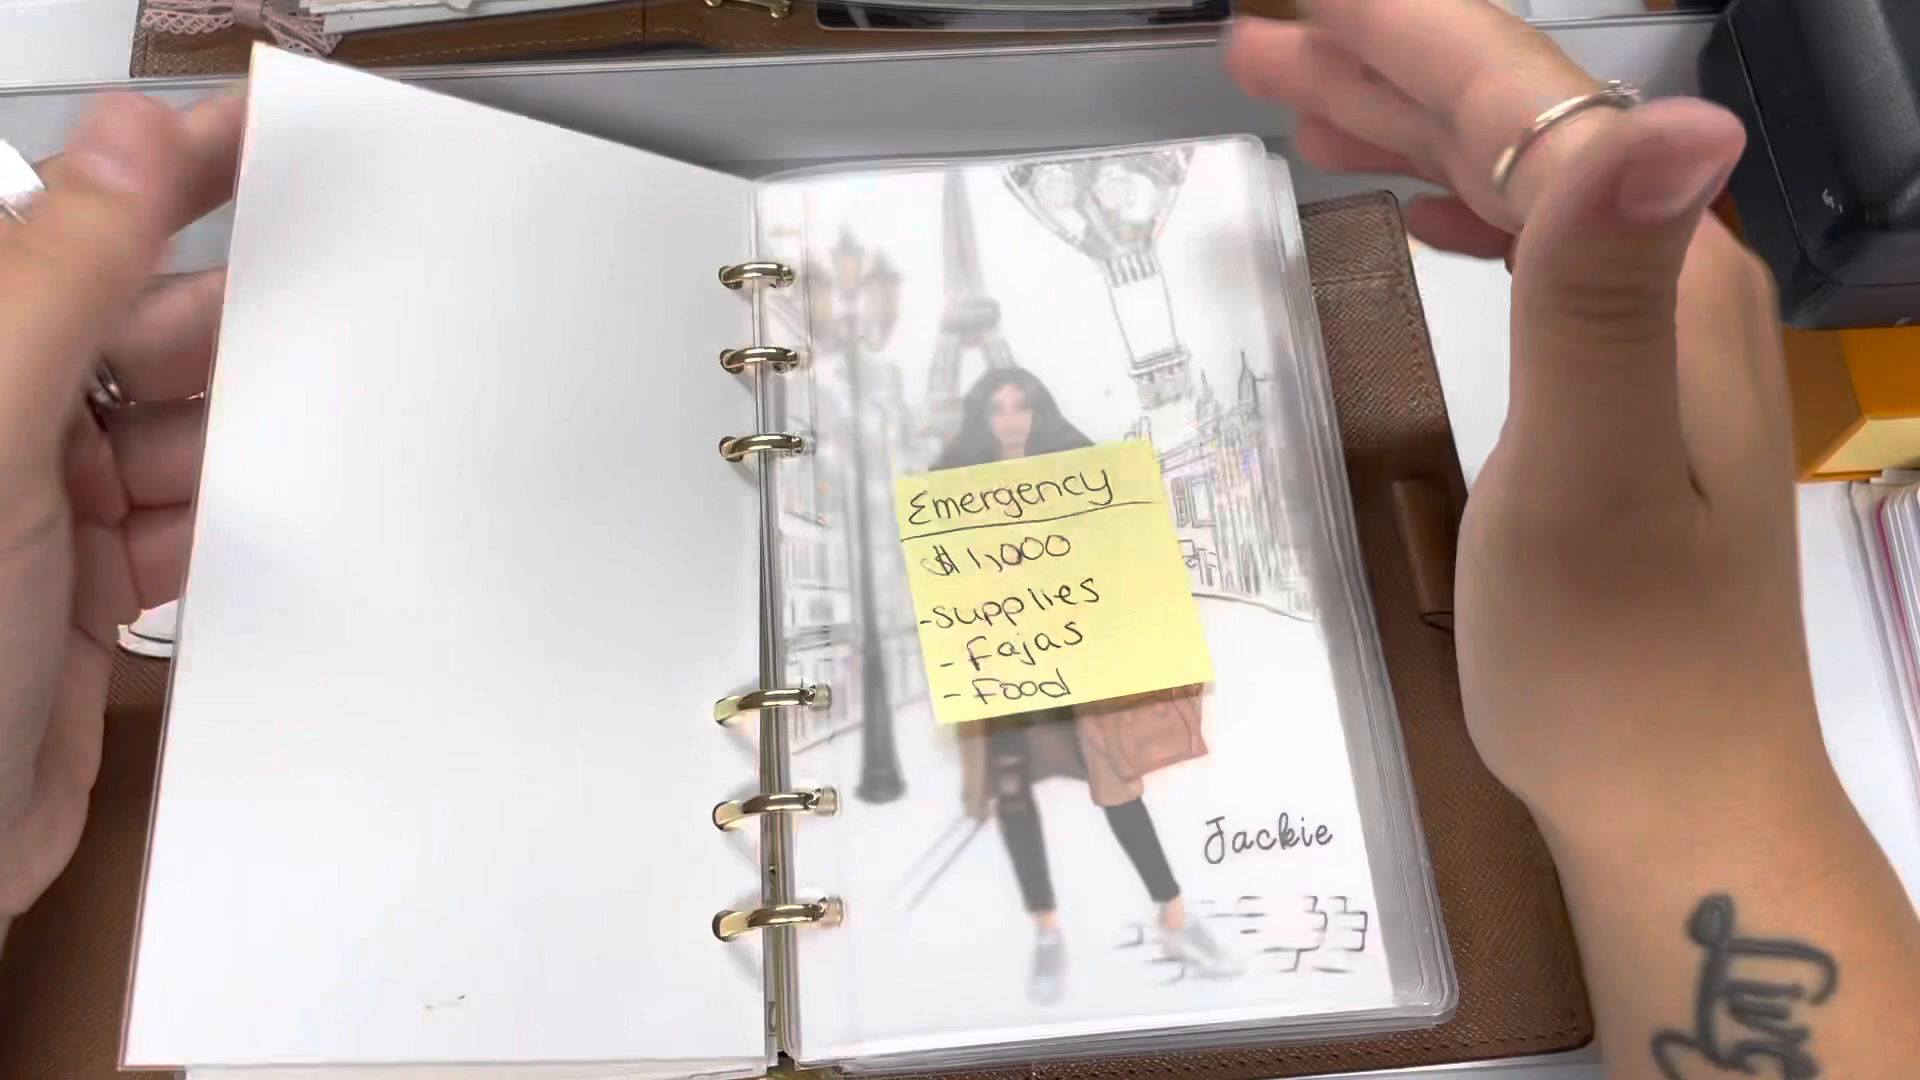 Emergency
$1,000
-supplies
- Fajas
- Food
Jackie